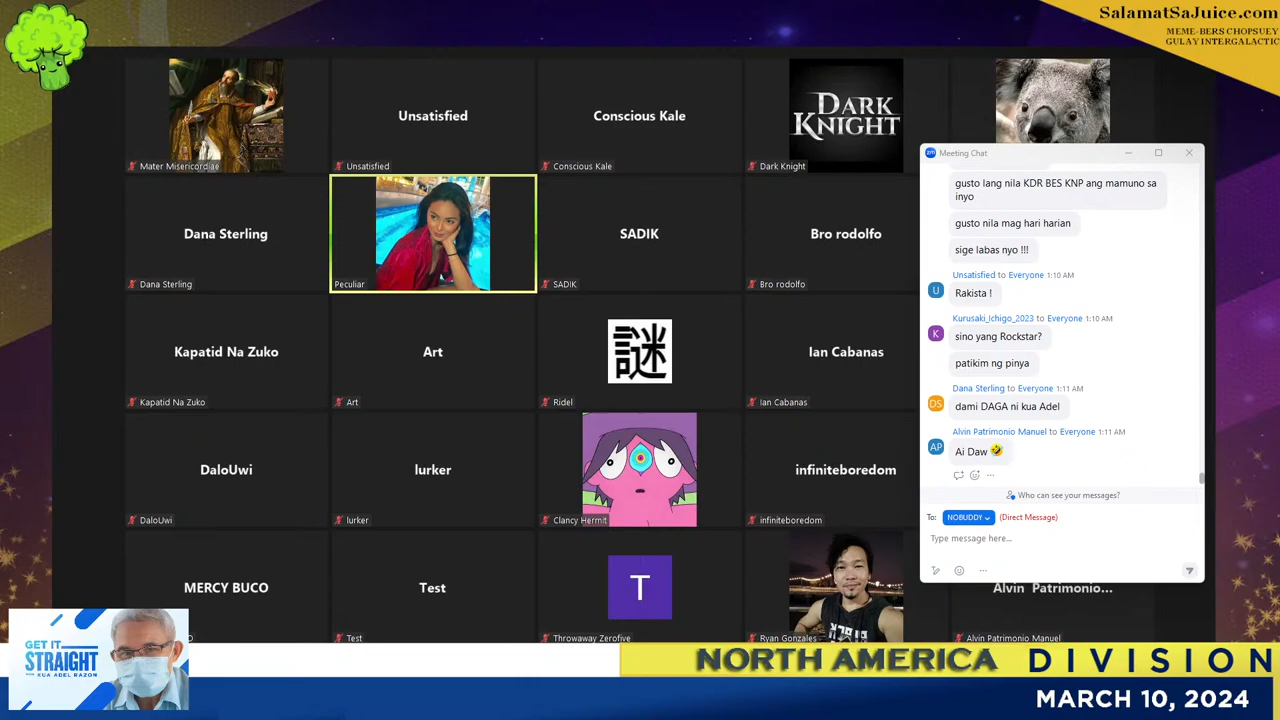 SalamatSaJuice.com
MEME-BERS CHOPSUEY
GULAY INTERGALACTIC
Mater Misericordiae
Unsatisfied
Unsatisfied
Conscious Kale
Conscious Kale
DARK
KNIGHT
Dark Knight
Dana Sterling
Dana Sterling
Peculiar
SADIK
SADIK
Bro rodolfo
Bro rodolfo
Kapatid Na Zuko
Kapatid Na Zuko
Art
Art
謎
Ridel
Ian Cabanas
Ian Cabanas
DaloUwi
DaloUwi
lurker
lurker
Clancy Hermit
infiniteboredom
infiniteboredom
MERCY BUCO
O
Test
Test
T
Throwaway Zerofive
Ryan Gonzales
Alvin Patrimonio...
Alvin Patrimonio Manuel
zm Meeting Chat
gusto lang nila KDR BES KNP ang mamuno sa
inyo
gusto nila mag hari harian
sige labas nyo !!!
Unsatisfied to Everyone 1:10 AM
U
Rakista !
Kurusaki_Ichigo_2023 to Everyone 1:10 AM
K
sino yang Rockstar?
patikim ng pinya
Dana Sterling to Everyone 1:11 AM
DS
dami DAGA ni kua Adel
Alvin Patrimonio Manuel to Everyone 1:11 AM
AP
Ai Daw 🤣
Who can see your messages?
To: NOBUDDY (Direct Message)
Type message here...
GET IT
STRAIGHT
KUA ADEL RAZON
NORTH AMERICA DIVISION
MARCH 10, 2024